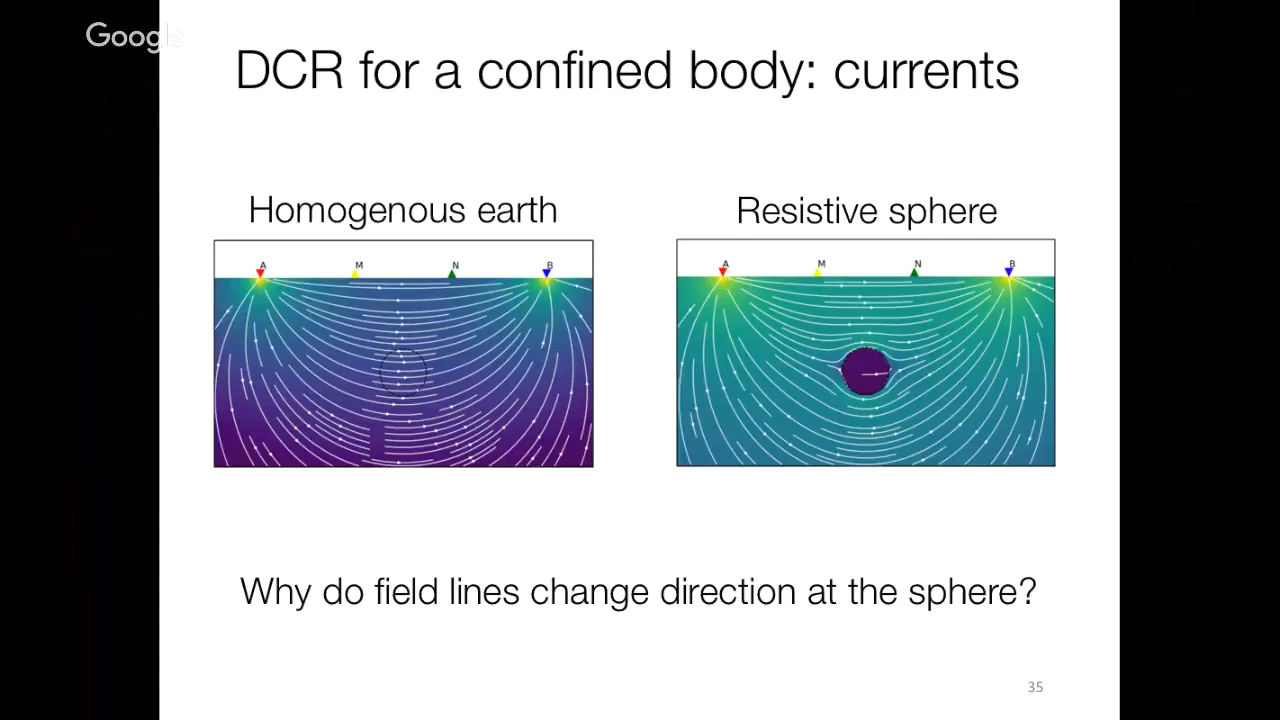 Google
DCR for a confined body: currents
Homogenous earth
Resistive sphere
A M N B
A M N B
Why do field lines change direction at the sphere?
35